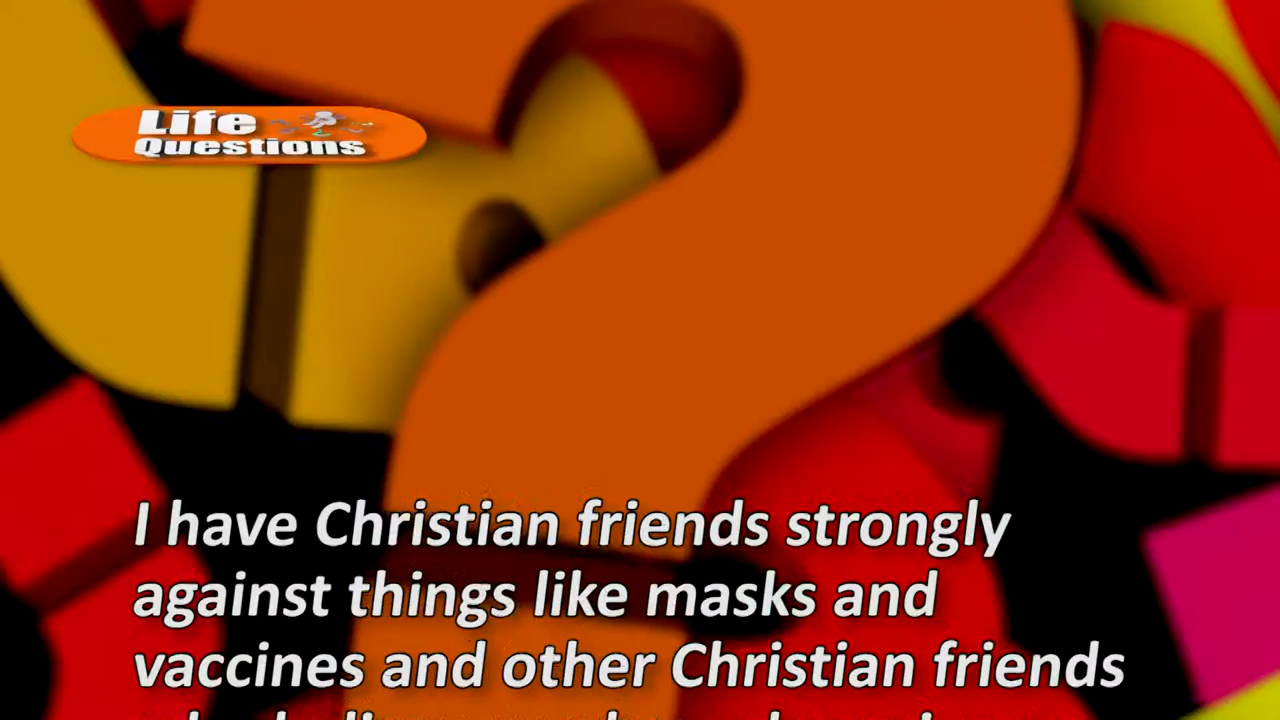 Life
Questions
I have Christian friends strongly
against things like masks and
vaccines and other Christian friends